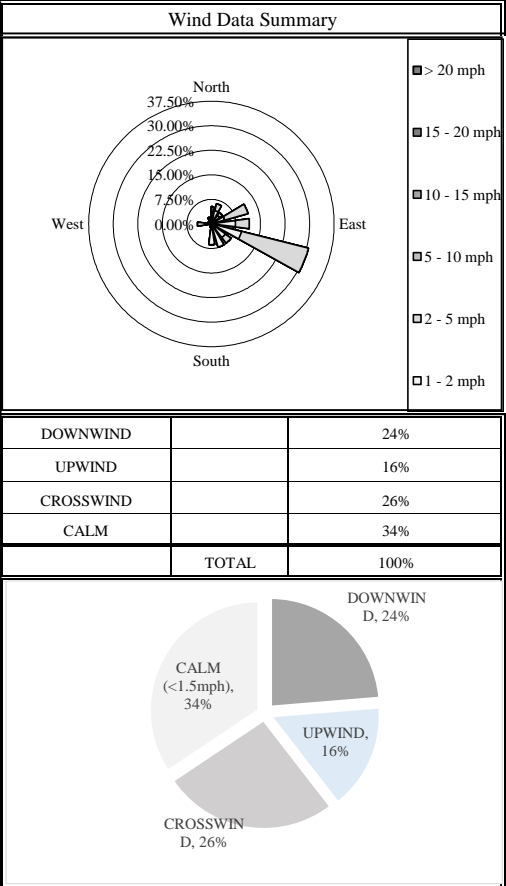 Wind Data Summary
North
37.50%
30.00%
22.50%
15.00%
7.50%
0.00%
West
East
South
> 20 mph
15 - 20 mph
10 - 15 mph
5 - 10 mph
2 - 5 mph
1 - 2 mph
DOWNWIND 24%
UPWIND 16%
CROSSWIND 26%
CALM 34%
TOTAL 100%
DOWNWIN
D, 24%
CALM
(<1.5mph),
34%
UPWIND,
16%
CROSSWIN
D, 26%